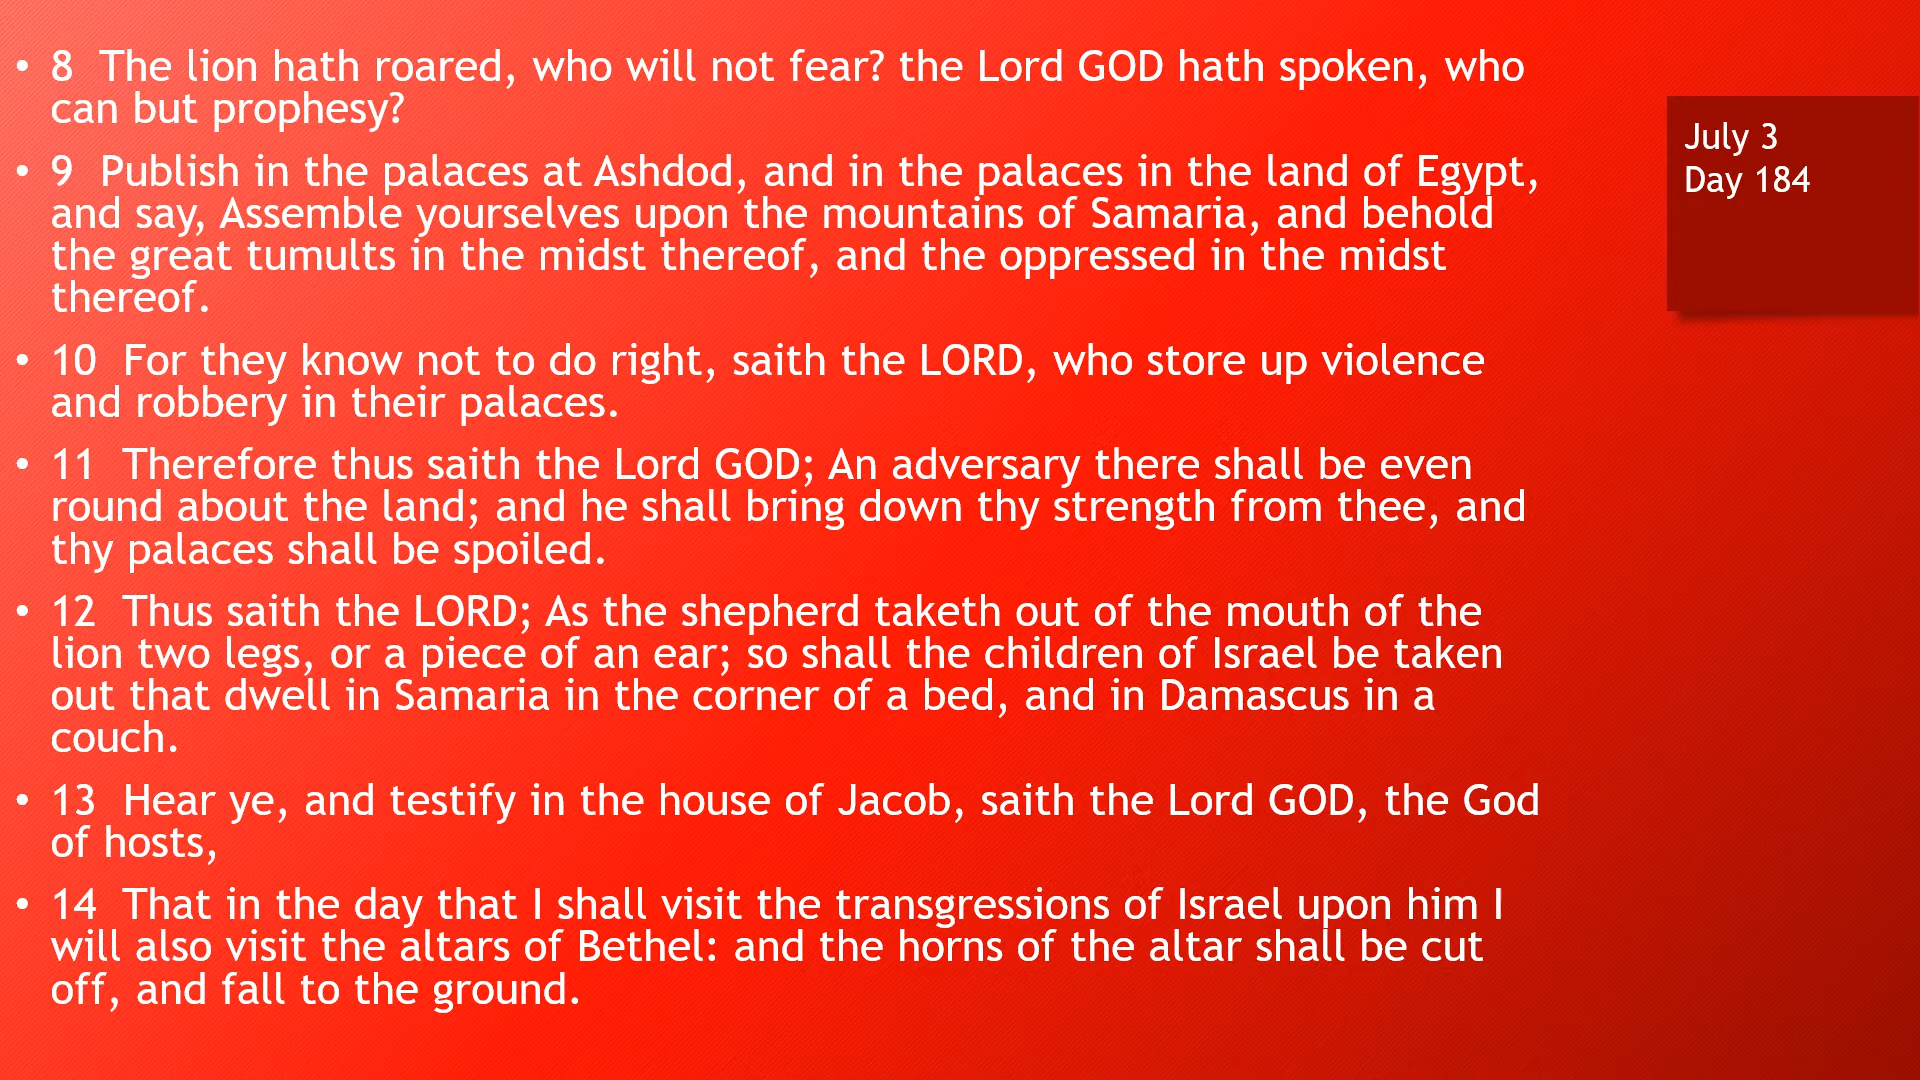 • 8  The lion hath roared, who will not fear? the Lord GOD hath spoken, who
can but prophesy?
• 9  Publish in the palaces at Ashdod, and in the palaces in the land of Egypt,
and say, Assemble yourselves upon the mountains of Samaria, and behold
the great tumults in the midst thereof, and the oppressed in the midst
thereof.
• 10  For they know not to do right, saith the LORD, who store up violence
and robbery in their palaces.
• 11  Therefore thus saith the Lord GOD; An adversary there shall be even
round about the land; and he shall bring down thy strength from thee, and
thy palaces shall be spoiled.
• 12  Thus saith the LORD; As the shepherd taketh out of the mouth of the
lion two legs, or a piece of an ear; so shall the children of Israel be taken
out that dwell in Samaria in the corner of a bed, and in Damascus in a
couch.
• 13  Hear ye, and testify in the house of Jacob, saith the Lord GOD, the God
of hosts,
• 14  That in the day that I shall visit the transgressions of Israel upon him I
will also visit the altars of Bethel: and the horns of the altar shall be cut
off, and fall to the ground.
July 3
Day 184